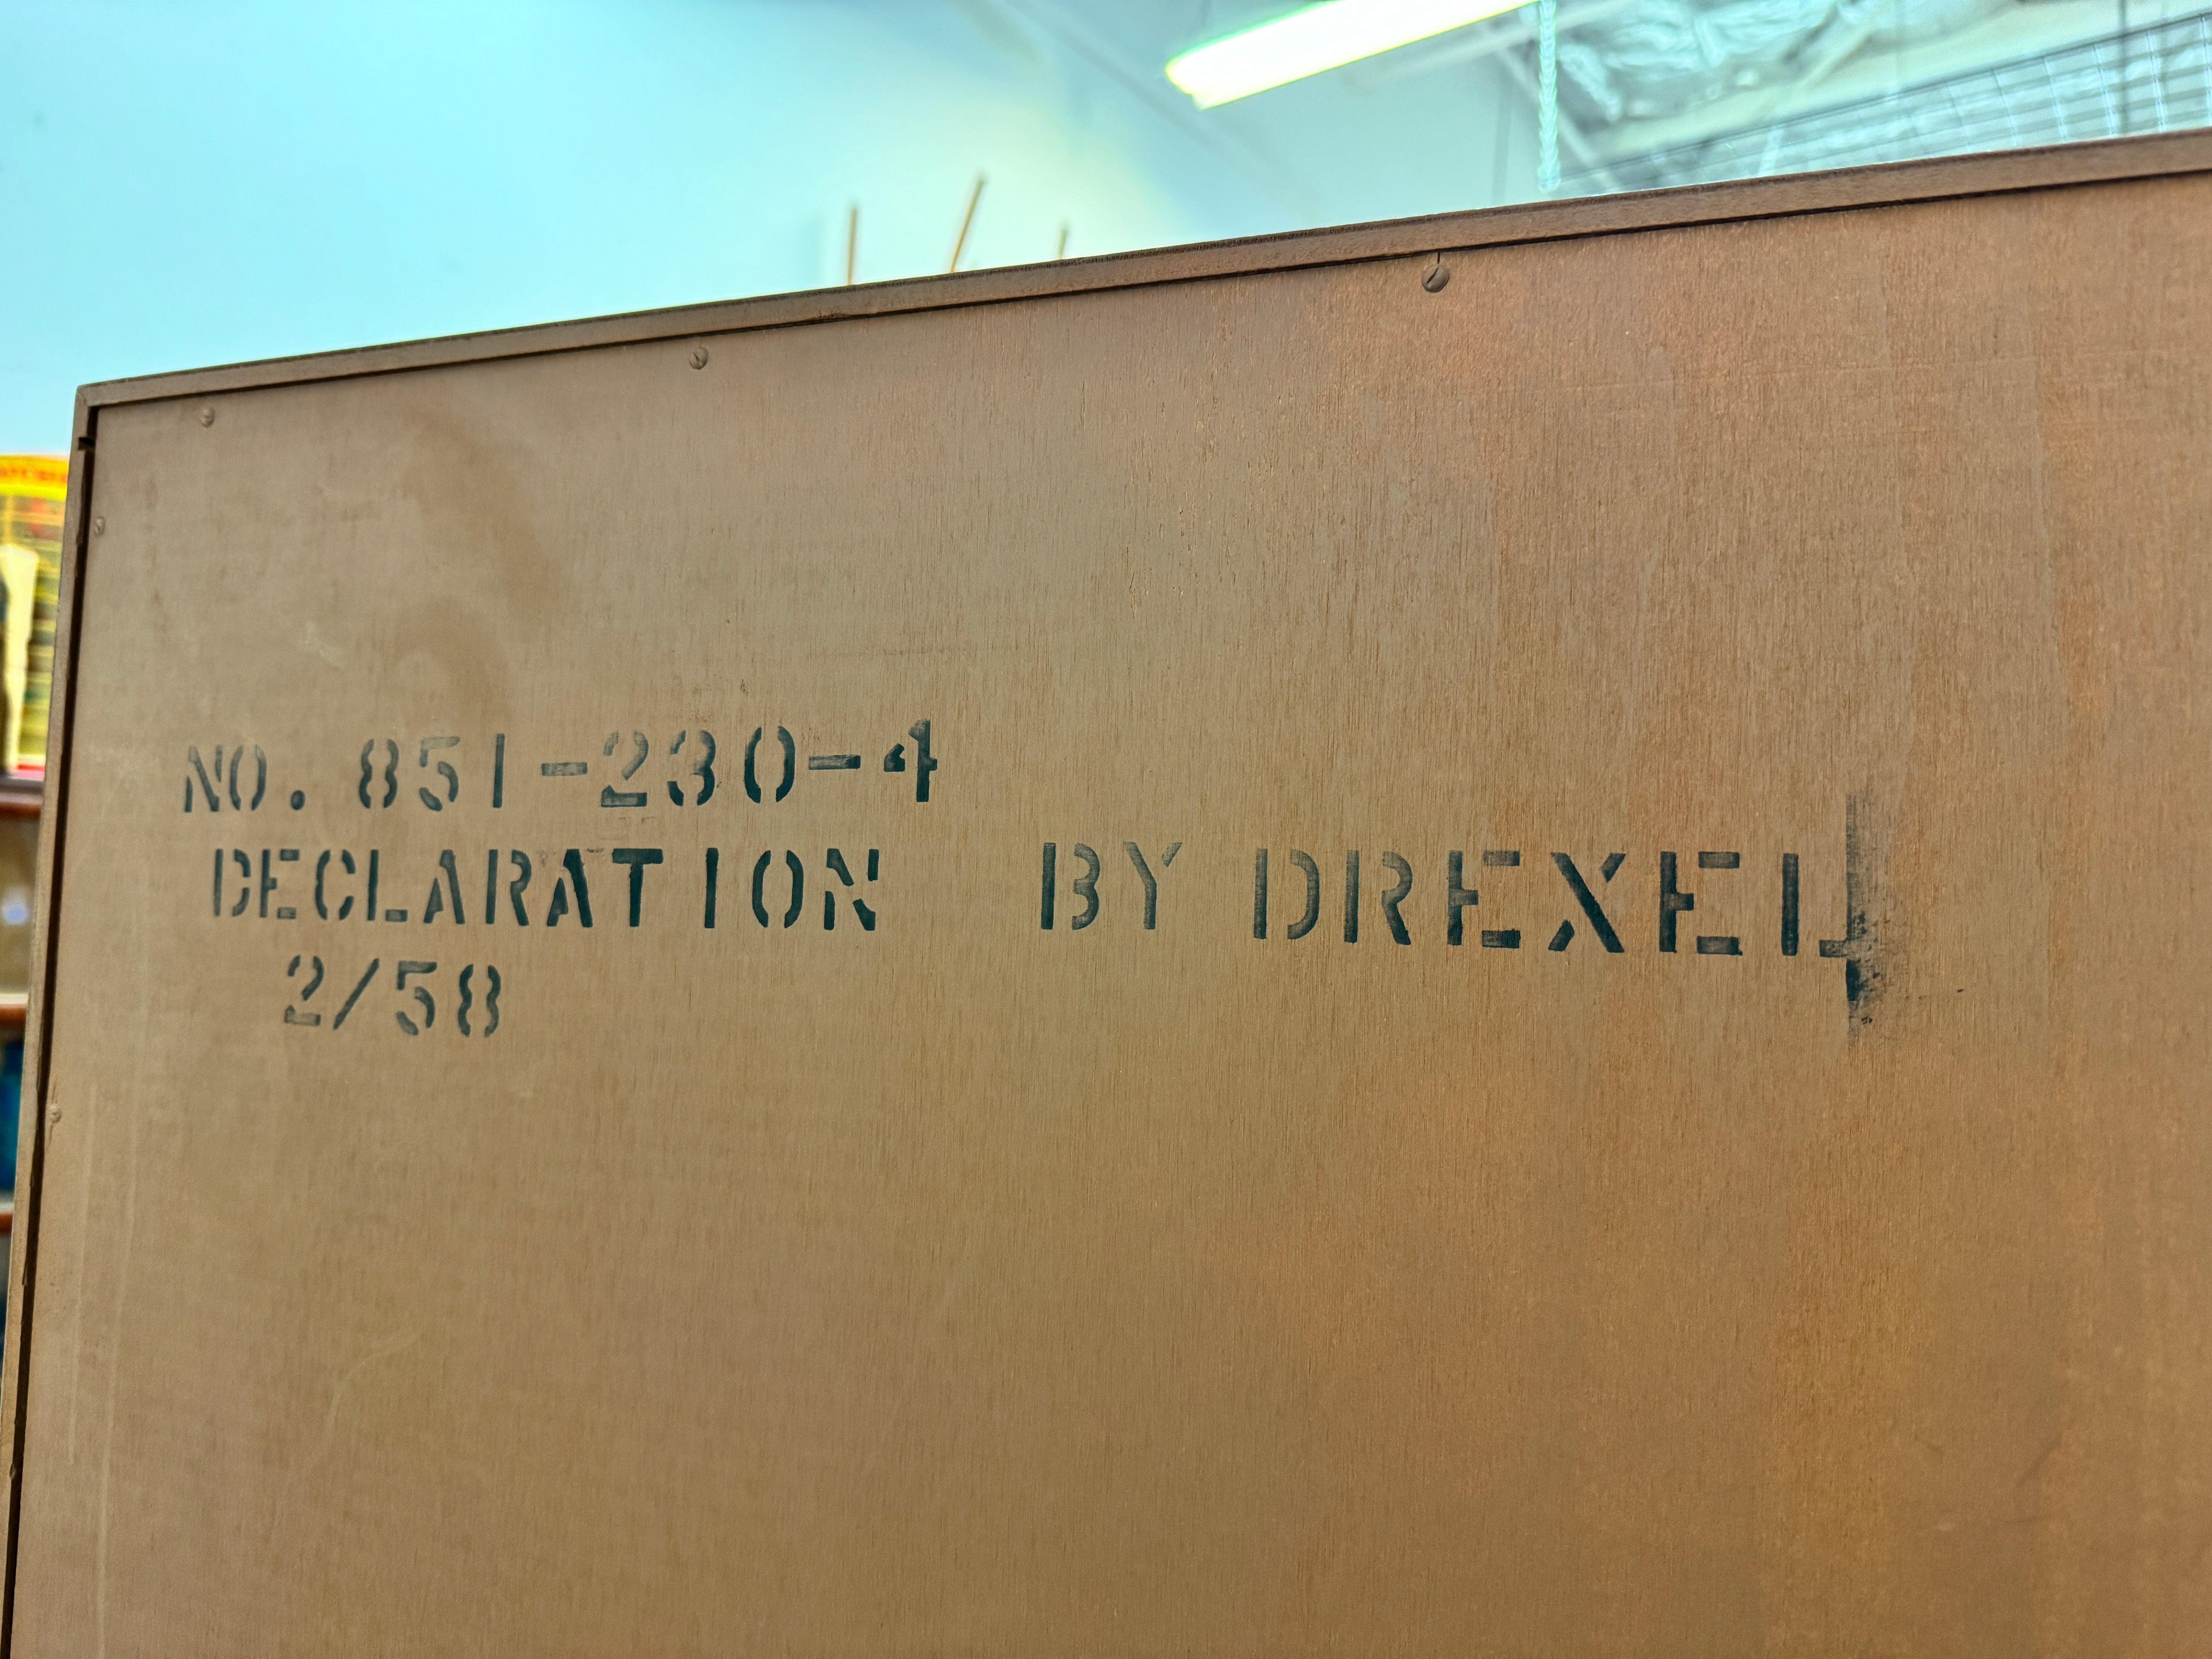 NO. 851-230-4
DECLARATION BY DREXEL
2/58